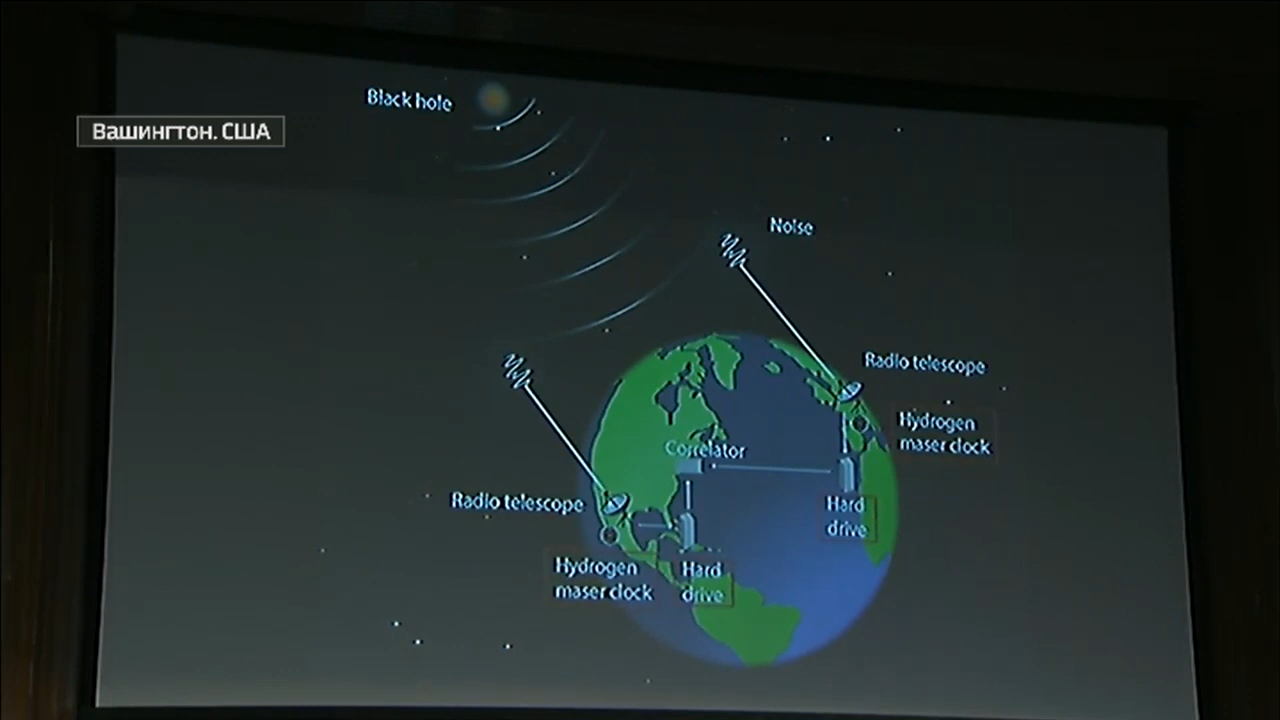 Black hole
Вашингтон. США
Noise
Radio telescope
Hydrogen
maser clock
Correlator
Radio telescope
Hard
drive
Hydrogen
maser clock
Hard
drive